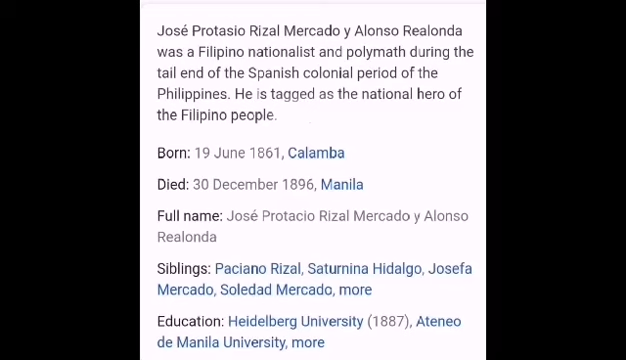 José Protasio Rizal Mercado y Alonso Realonda
was a Filipino nationalist and polymath during the
tail end of the Spanish colonial period of the
Philippines. He is tagged as the national hero of
the Filipino people.
Born: 19 June 1861, Calamba
Died: 30 December 1896, Manila
Full name: José Protacio Rizal Mercado y Alonso
Realonda
Siblings: Paciano Rizal, Saturnina Hidalgo, Josefa
Mercado, Soledad Mercado, more
Education: Heidelberg University (1887), Ateneo
de Manila University, more